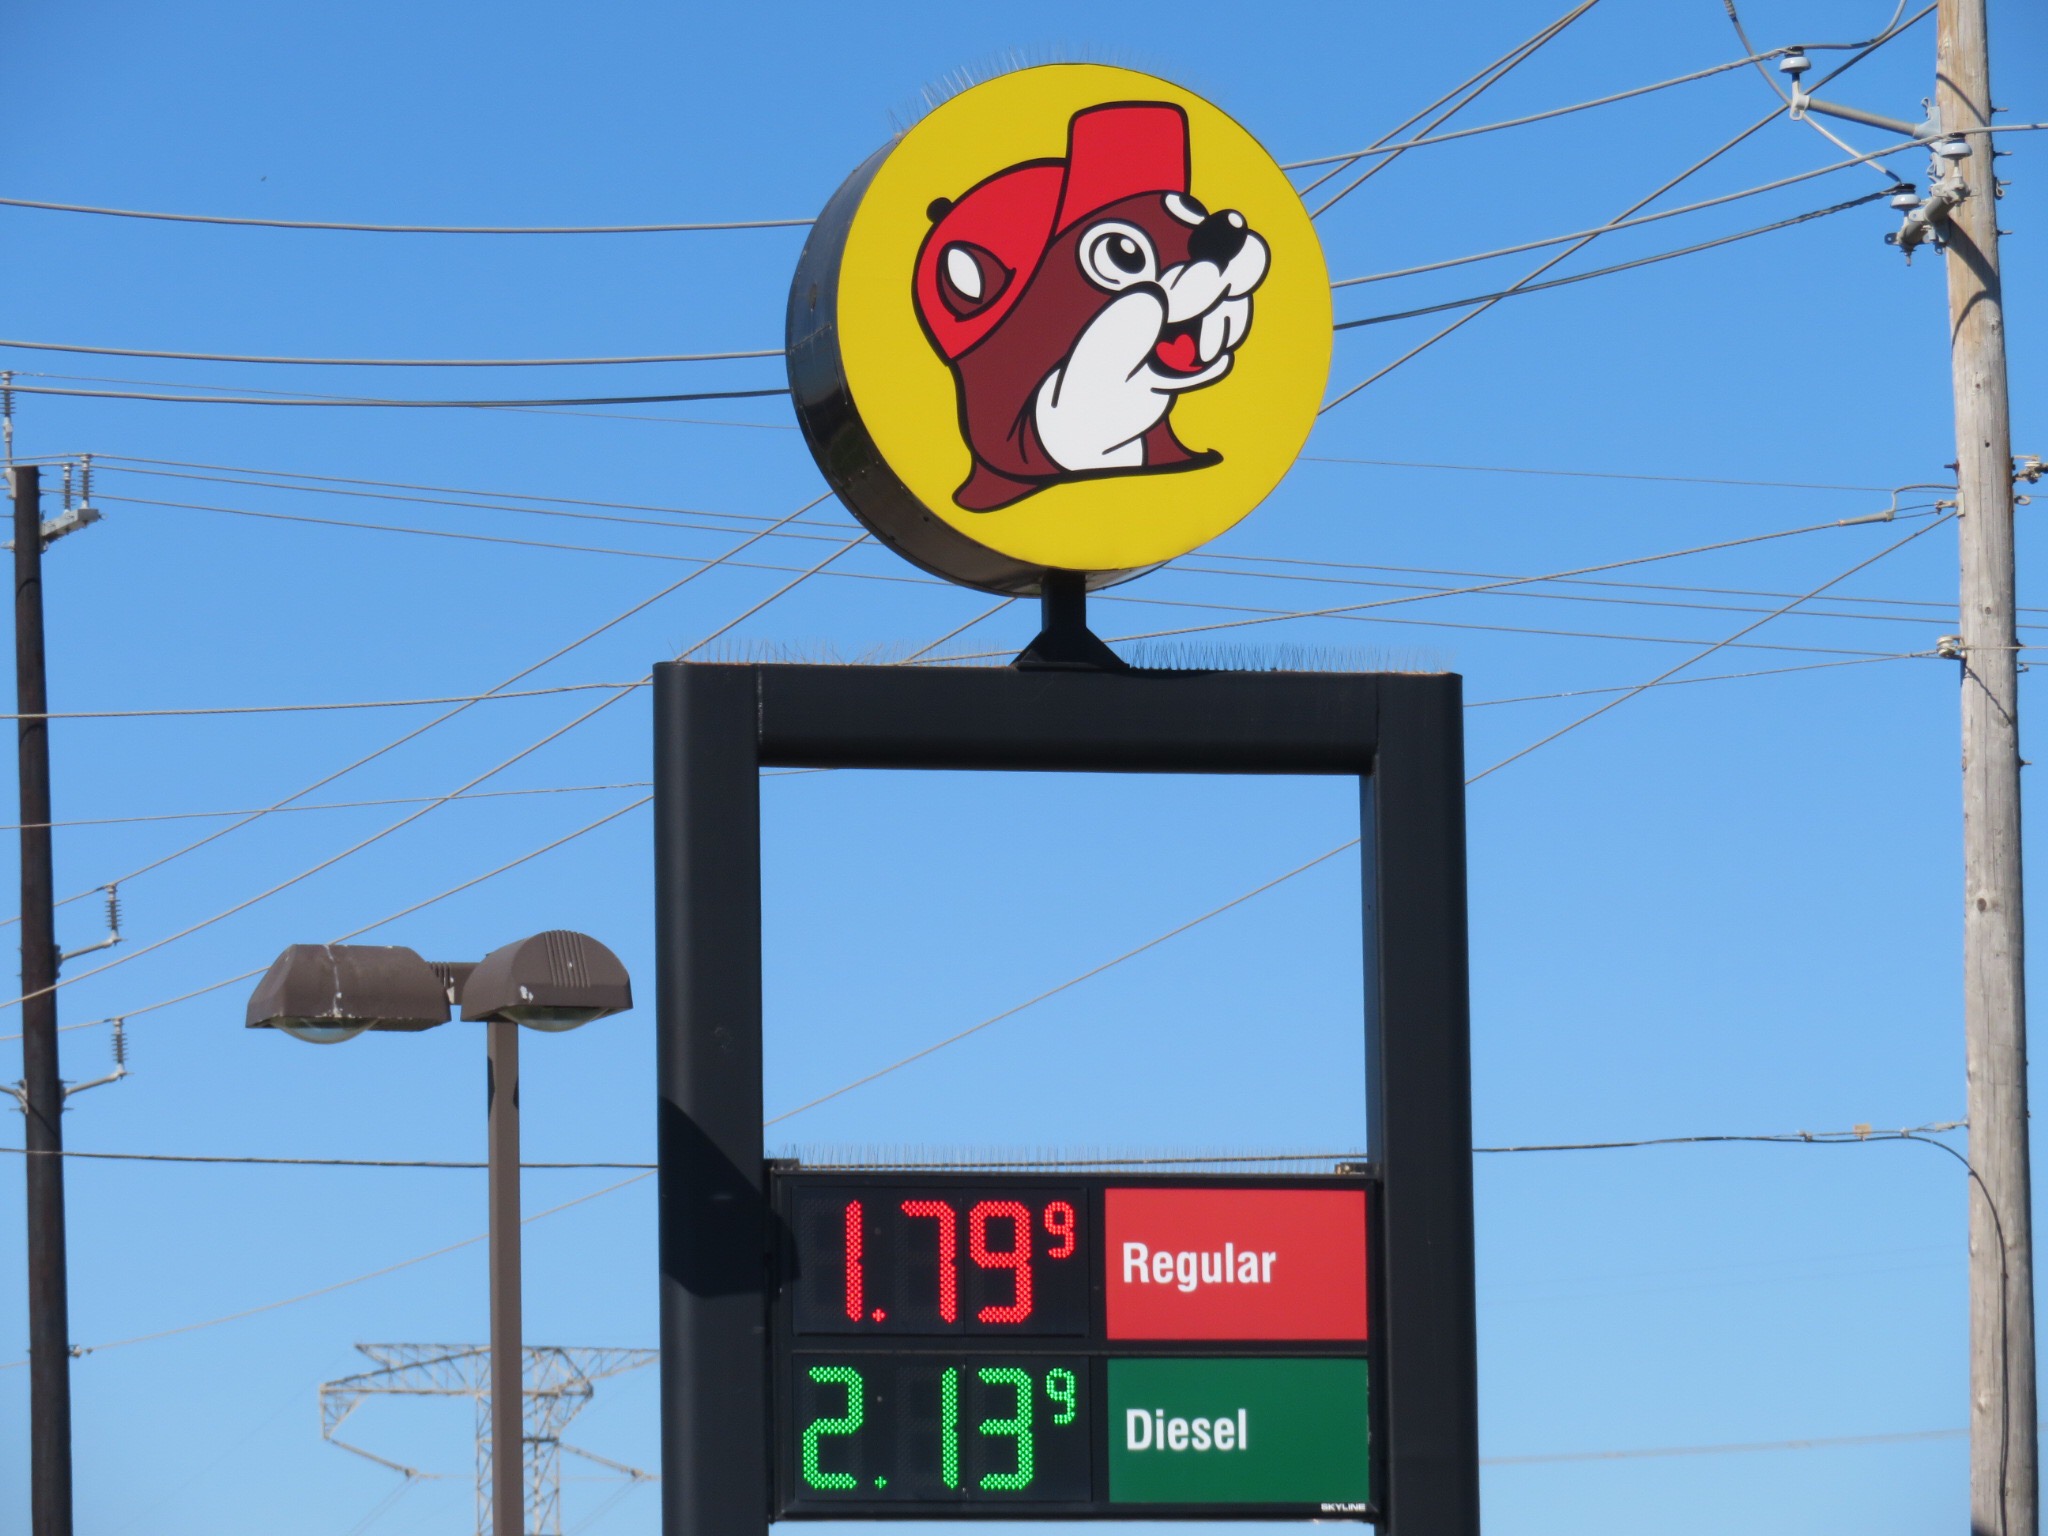 1.79 9 Regular
2.13 9 Diesel
SKYLINE